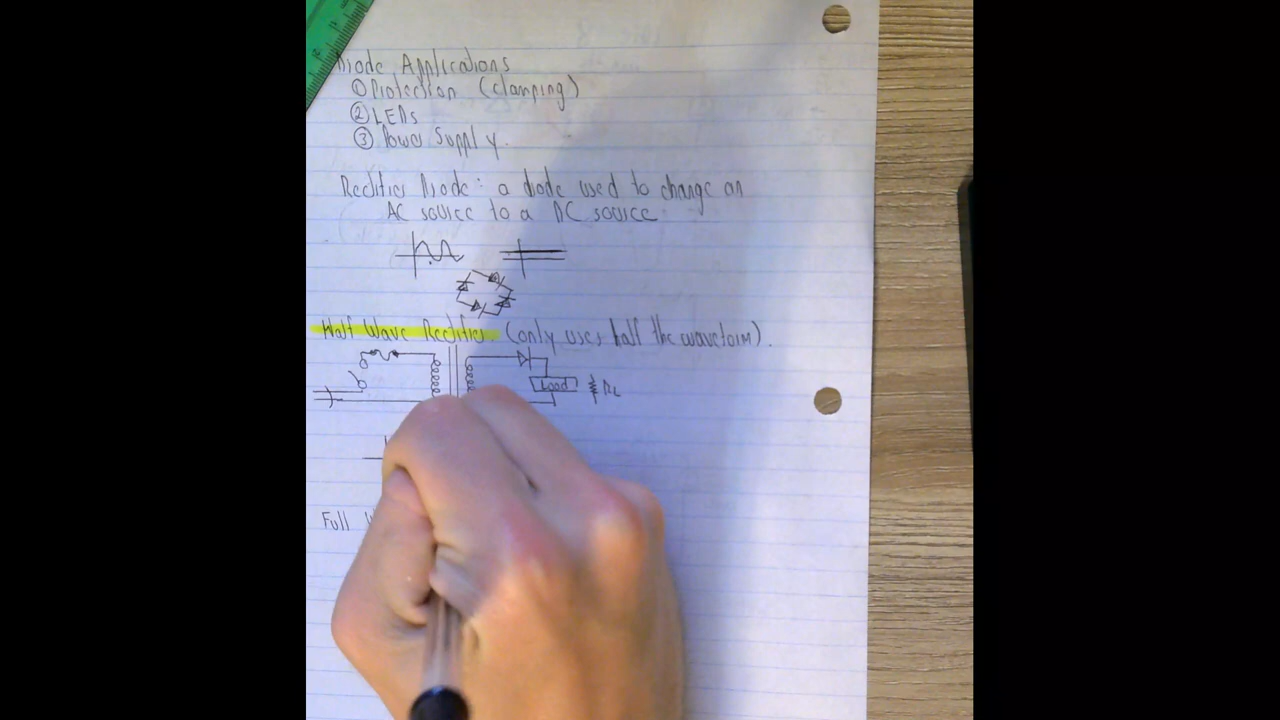 Diode Applications
① Protection (clamping)
② LEDs
③ Power Supply.
Rectifier Diode: a diode used to change an
AC source to a DC source
Half Wave Rectifier (only uses half the waveform).
Load RL
Full